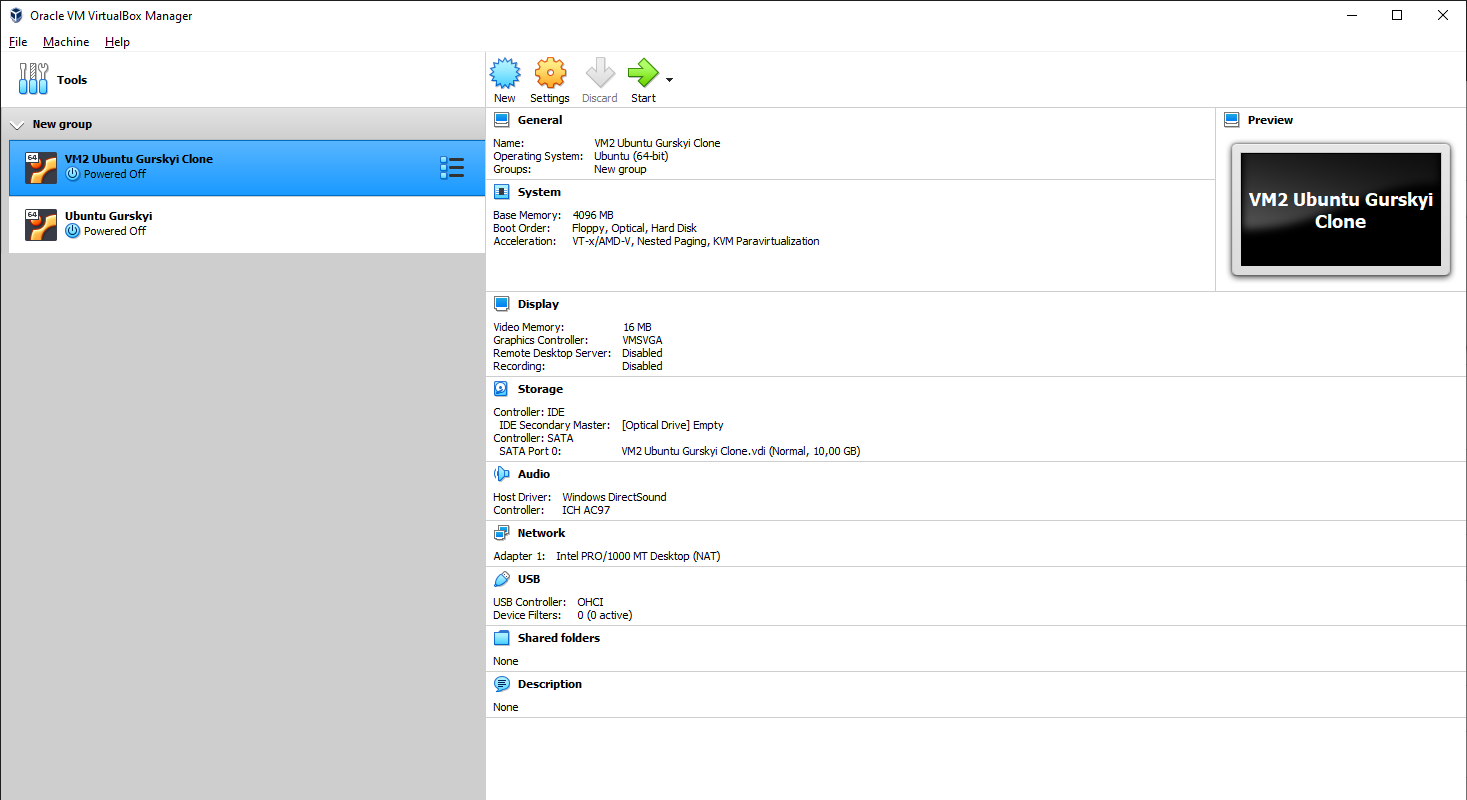 Oracle VM VirtualBox Manager
File Machine Help
Tools
New Settings Discard Start
New group
64
VM2 Ubuntu Gurskyi Clone
Powered Off
64
Ubuntu Gurskyi
Powered Off
General
Name: VM2 Ubuntu Gurskyi Clone
Operating System: Ubuntu (64-bit)
Groups: New group
System
Base Memory: 4096 MB
Boot Order: Floppy, Optical, Hard Disk
Acceleration: VT-x/AMD-V, Nested Paging, KVM Paravirtualization
Preview
VM2 Ubuntu Gurskyi
Clone
Display
Video Memory: 16 MB
Graphics Controller: VMSVGA
Remote Desktop Server: Disabled
Recording: Disabled
Storage
Controller: IDE
IDE Secondary Master: [Optical Drive] Empty
Controller: SATA
SATA Port 0: VM2 Ubuntu Gurskyi Clone.vdi (Normal, 10,00 GB)
Audio
Host Driver: Windows DirectSound
Controller: ICH AC97
Network
Adapter 1: Intel PRO/1000 MT Desktop (NAT)
USB
USB Controller: OHCI
Device Filters: 0 (0 active)
Shared folders
None
Description
None